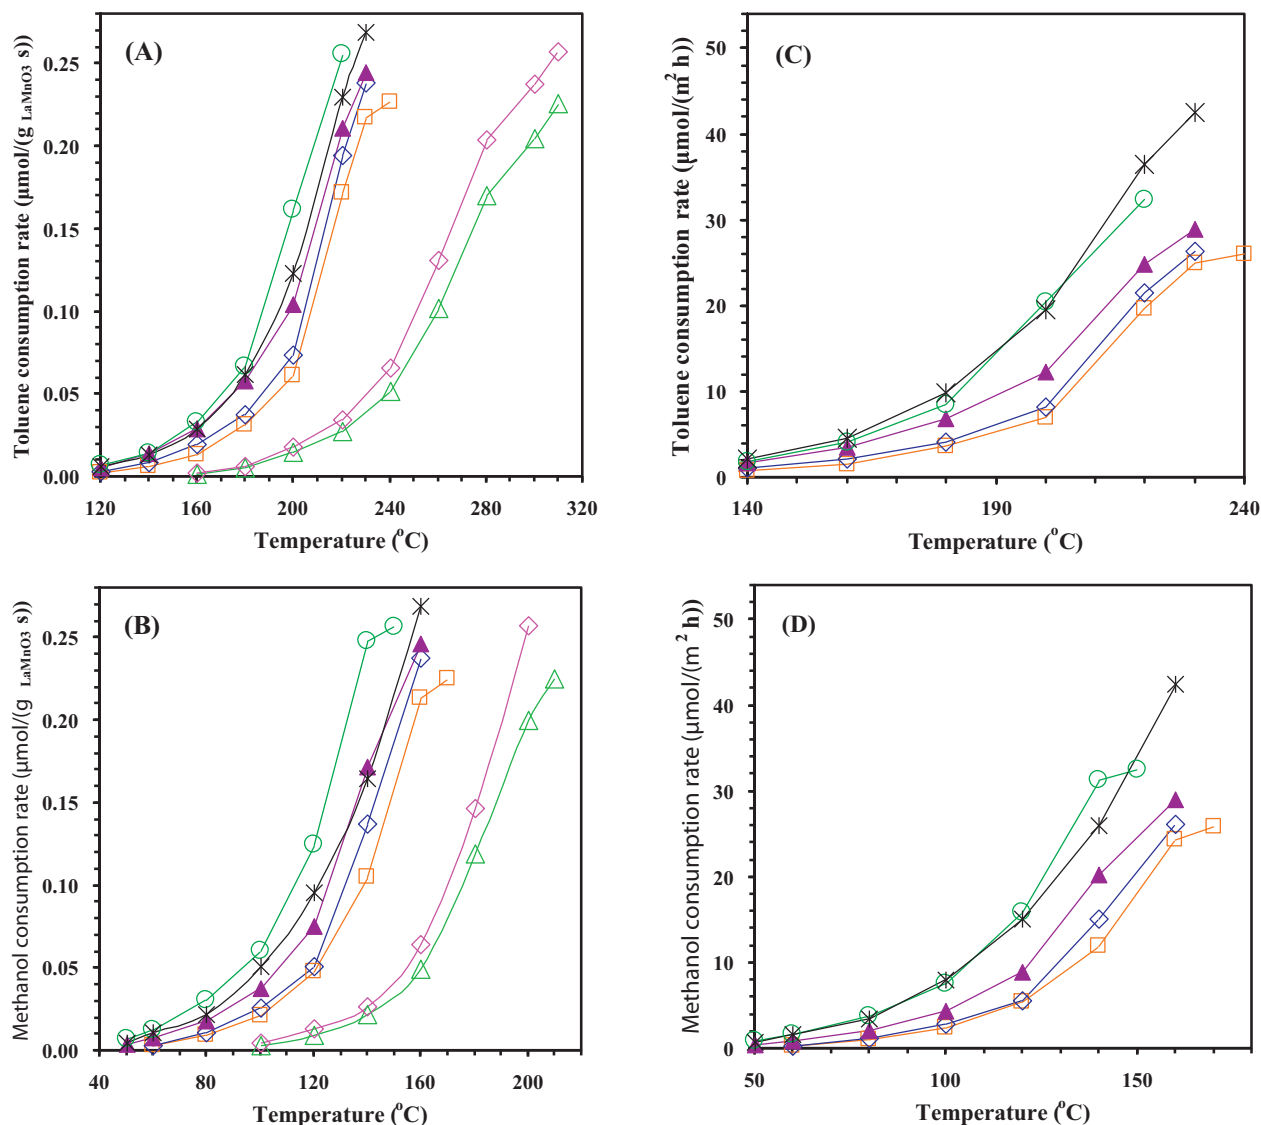 (A)
Toluene consumption rate (μmol/(g LaMnO3 s))
0.25
0.20
0.15
0.10
0.05
0.00
120 160 200 240 280 320
Temperature (°C)
(C)
Toluene consumption rate (μmol/(m² h))
50
40
30
20
10
0
140 190 240
Temperature (°C)
(B)
Methanol consumption rate (μmol/(g LaMnO3 s))
0.25
0.20
0.15
0.10
0.05
0.00
40 80 120 160 200
Temperature (°C)
(D)
Methanol consumption rate (μmol/(m² h))
50
40
30
20
10
0
50 100 150
Temperature (°C)